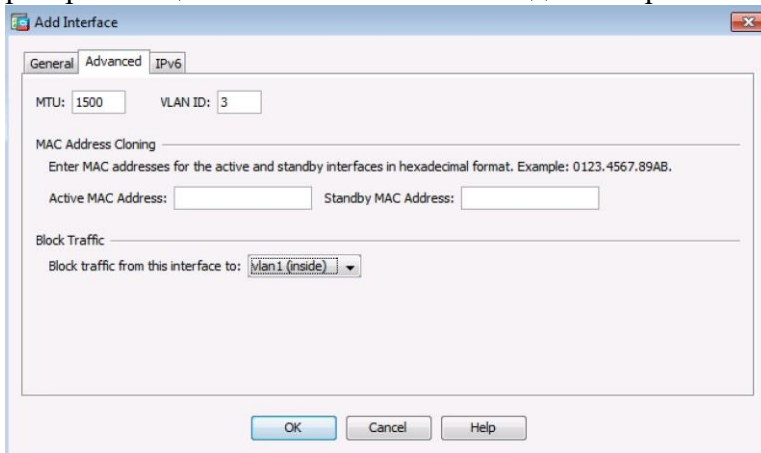 Add Interface
General Advanced IPv6
MTU: 1500 VLAN ID: 3
MAC Address Cloning
Enter MAC addresses for the active and standby interfaces in hexadecimal format. Example: 0123.4567.89AB.
Active MAC Address: Standby MAC Address:
Block Traffic
Block traffic from this interface to: vlan1 (inside)
OK Cancel Help